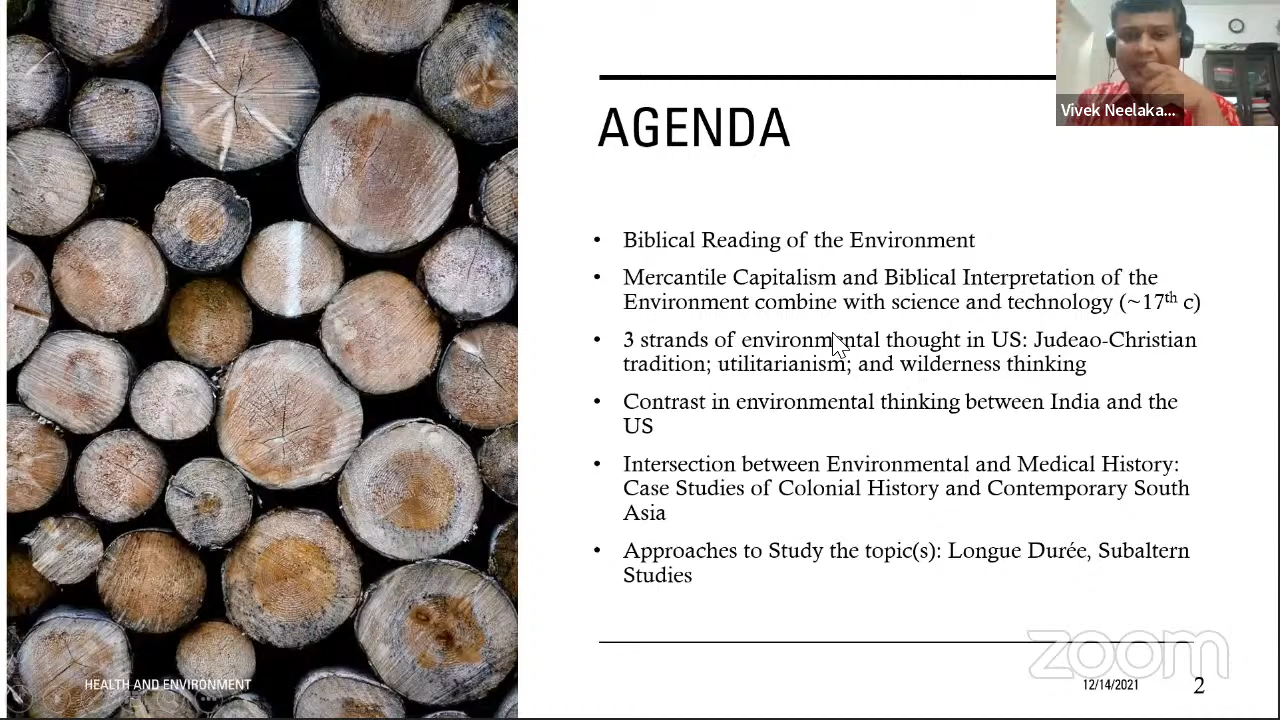 Vivek Neelaka...
AGENDA
• Biblical Reading of the Environment
• Mercantile Capitalism and Biblical Interpretation of the
Environment combine with science and technology (~17th c)
• 3 strands of environmental thought in US: Judeao-Christian
tradition; utilitarianism; and wilderness thinking
• Contrast in environmental thinking between India and the
US
• Intersection between Environmental and Medical History:
Case Studies of Colonial History and Contemporary South
Asia
• Approaches to Study the topic(s): Longue Durée, Subaltern
Studies
zoom
HEALTH AND ENVIRONMENT
12/14/2021
2